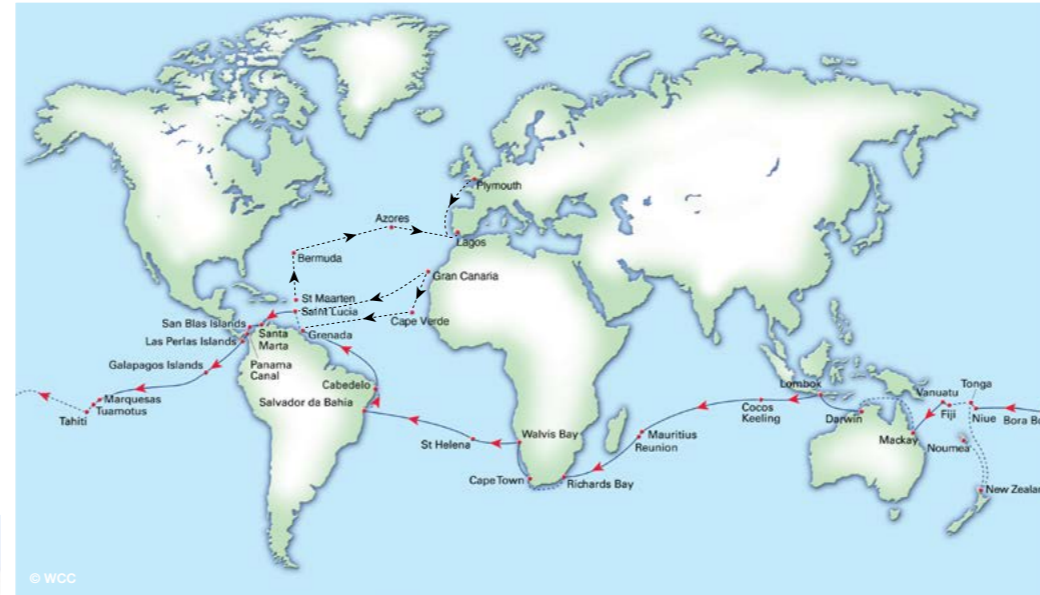 Plymouth
Azores
Lagos
Bermuda
Gran Canaria
St Maarten
Saint Lucia
Cape Verde
San Blas Islands
Santa
Marta
Grenada
Las Perlas Islands
Panama
Canal
Galapagos Islands
Cabedelo
Marquesas
Tuamotus
Tahiti
Salvador da Bahia
St Helena
Walvis Bay
Cape Town
Richards Bay
Mauritius
Reunion
Cocos
Keeling
Lombok
Darwin
Mackay
Vanuatu
Tonga
Fiji
Niue
Bora Bo
Noumea
New Zeala
© WCC